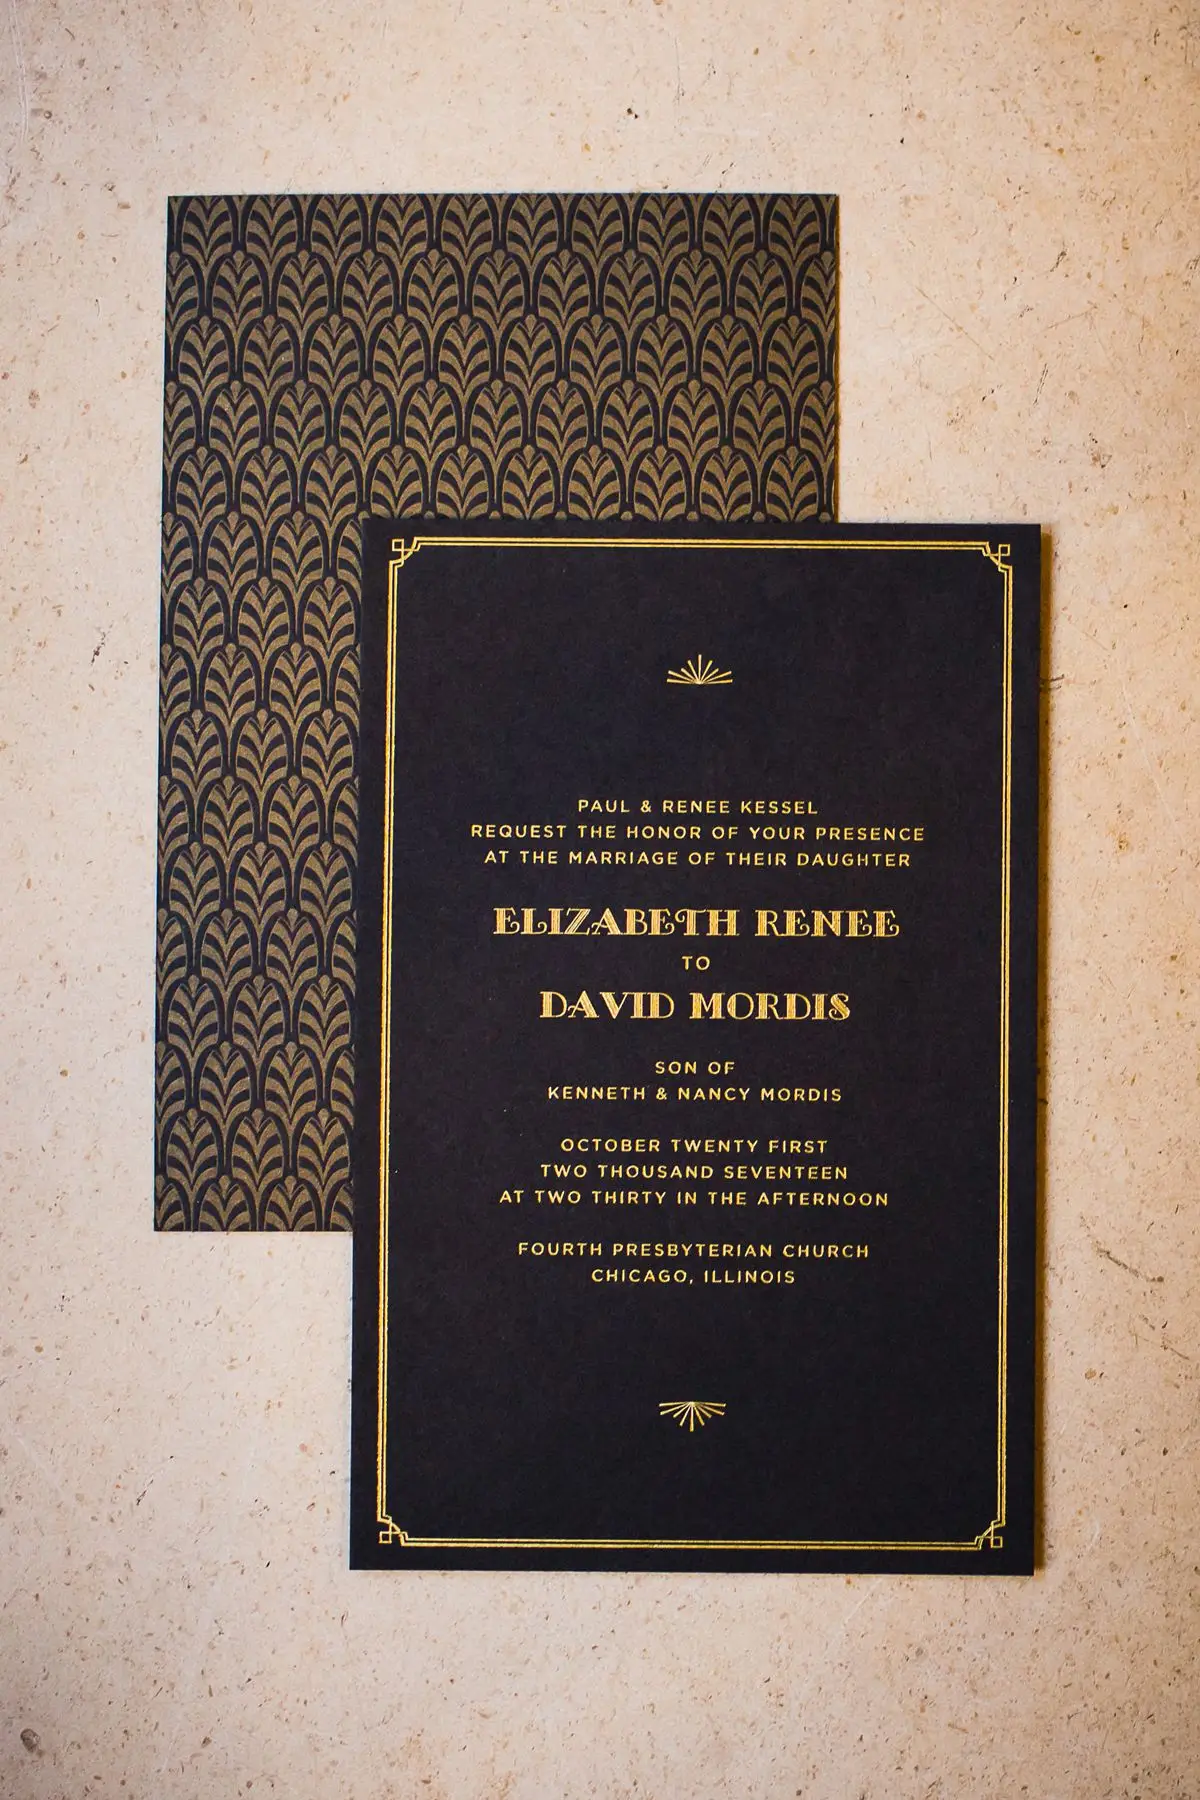 PAUL & RENEE KESSEL
REQUEST THE HONOR OF YOUR PRESENCE
AT THE MARRIAGE OF THEIR DAUGHTER
ELIZABETH RENEE
TO
DAVID MORDIS
SON OF
KENNETH & NANCY MORDIS
OCTOBER TWENTY FIRST
TWO THOUSAND SEVENTEEN
AT TWO THIRTY IN THE AFTERNOON
FOURTH PRESBYTERIAN CHURCH
CHICAGO, ILLINOIS